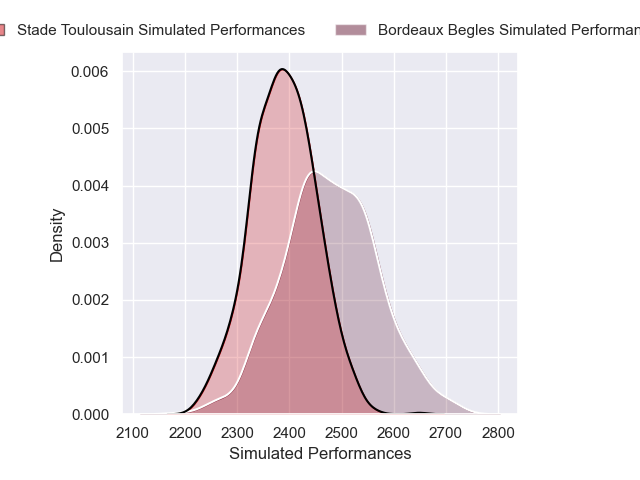 Stade Toulousain Simulated Performances
Bordeaux Begles Simulated
0.006
0.005
0.004
0.003
0.002
0.001
0.000
Density
2100 2200 2300 2400 2500 2600 2700 2800
Simulated Performances